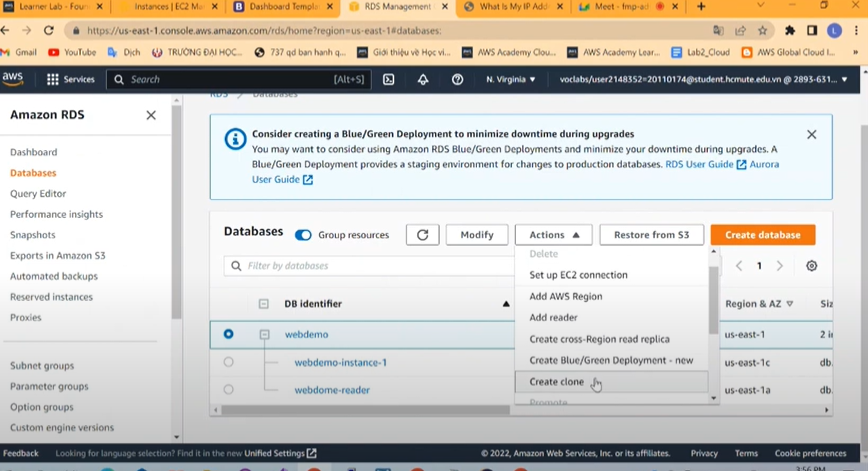 Learner Lab - Foun
Instances | EC2 Man
Dashboard Templat
RDS Management
What Is My IP Addr
Meet - fmp-ad
https://us-east-1.console.aws.amazon.com/rds/home?region=us-east-1#databases:
Gmail
YouTube
Dịch
TRƯỜNG ĐẠI HỌC...
737 qd ban hanh q...
Giới thiệu về Học vi...
AWS Academy Clou...
AWS Academy Lear...
Lab2_Cloud
AWS Global Cloud I...
aws
Services
Search
[Alt+S]
N. Virginia
voclabs/user2148352=20110174@student.hcmute.edu.vn @ 2893-631...
Amazon RDS
RDS
Databases
Dashboard
Databases
Query Editor
Performance insights
Snapshots
Exports in Amazon S3
Automated backups
Reserved instances
Proxies
Subnet groups
Parameter groups
Option groups
Custom engine versions
Consider creating a Blue/Green Deployment to minimize downtime during upgrades
You may want to consider using Amazon RDS Blue/Green Deployments and minimize your downtime during upgrades. A
Blue/Green Deployment provides a staging environment for changes to production databases. RDS User Guide Aurora
User Guide
Databases
Group resources
Modify
Actions
Restore from S3
Create database
Filter by databases
1
Delete
Set up EC2 connection
Add AWS Region
Add reader
Create cross-Region read replica
Create Blue/Green Deployment - new
Create clone
Promote
DB identifier
Region & AZ
Siz
webdemo
us-east-1
2 in
webdemo-instance-1
us-east-1c
db.
webdome-reader
us-east-1a
db.
Feedback
Looking for language selection? Find it in the new Unified Settings
© 2022, Amazon Web Services, Inc. or its affiliates.
Privacy
Terms
Cookie preferences
3:56 PM